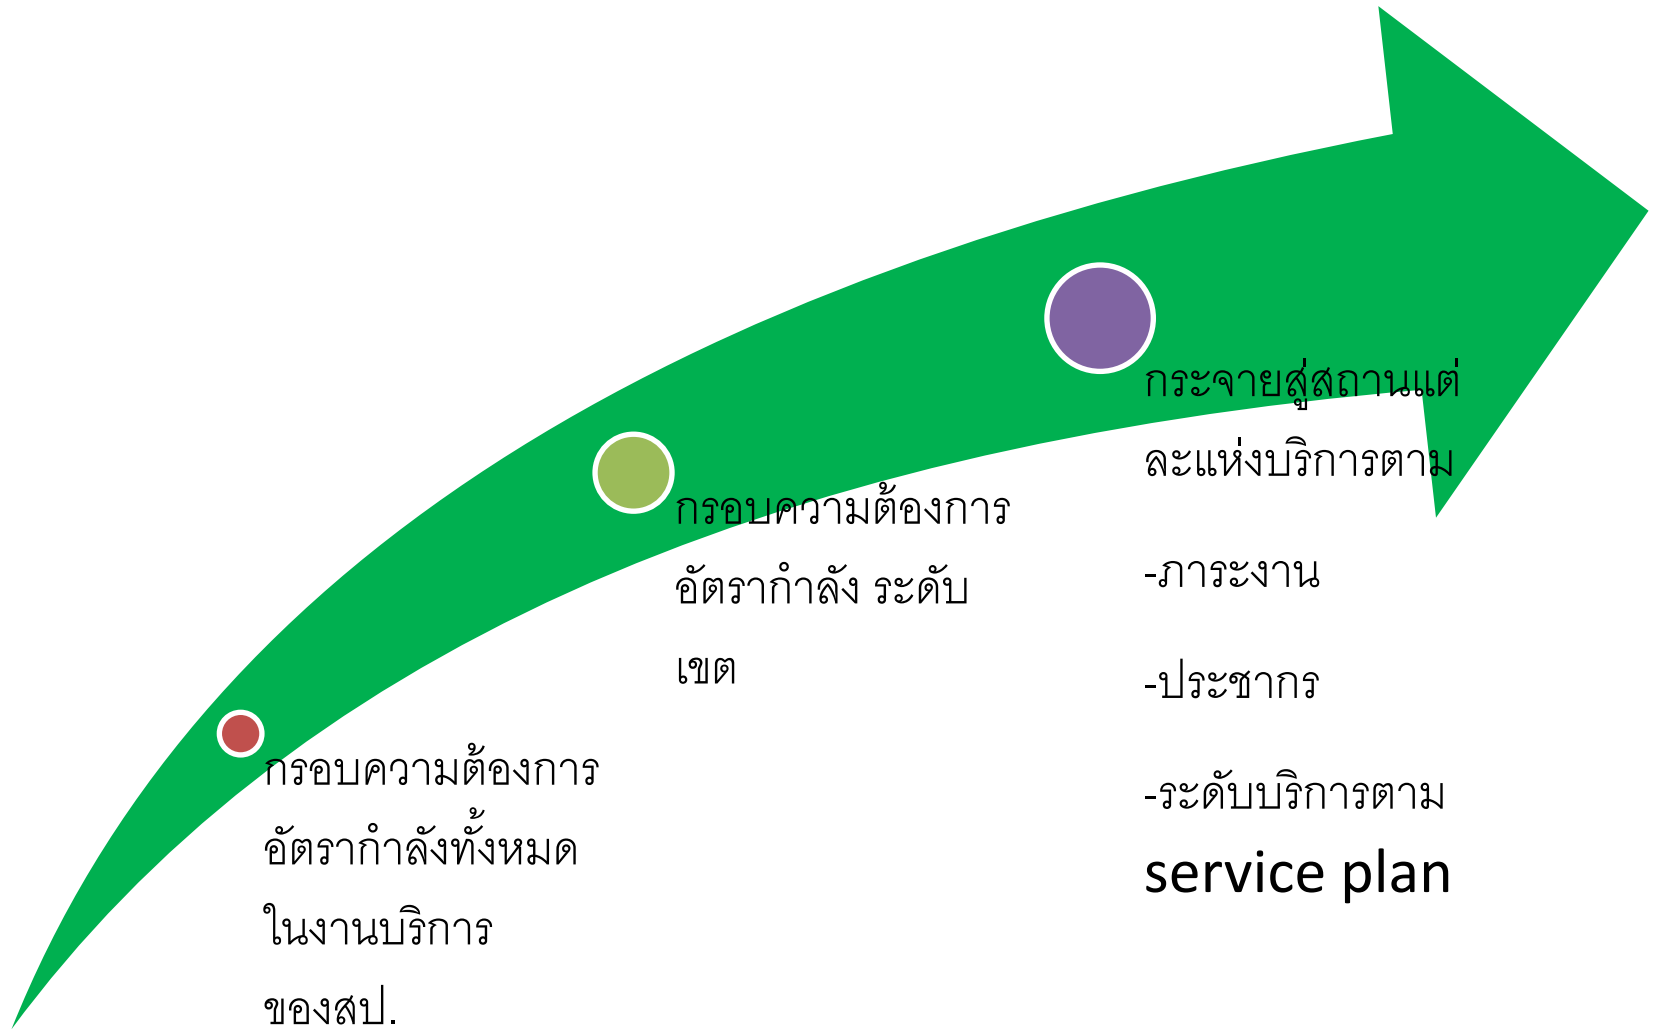 กรอบความต้องการ
อัตรากำลังทั้งหมด
ในงานบริการ
ของสป.
กรอบความต้องการ
อัตรากำลัง ระดับ
เขต
กระจายสู่สถานแต่
ละแห่งบริการตาม
-ภาระงาน
-ประชากร
-ระดับบริการตาม
service plan